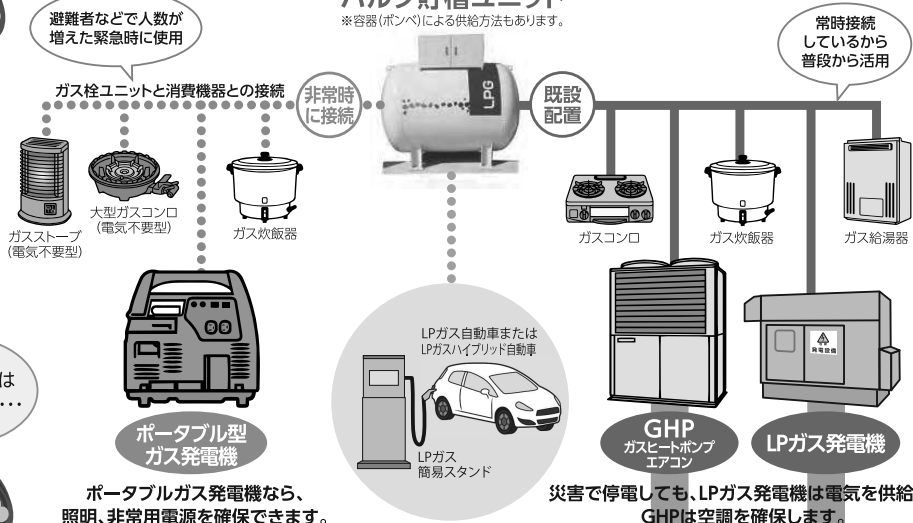 バルク貯槽ユニット
※容器(ボンベ)による供給方法もあります。
避難者などで人数が
増えた緊急時に使用
常時接続
しているから
普段から活用
ガス栓ユニットと消費機器との接続
非常時
に接続
LPG
既設
配置
ガスストーブ
(電気不要型)
大型ガスコンロ
(電気不要型)
ガス炊飯器
ガスコンロ
ガス炊飯器
ガス給湯器
発電設備
LPガス自動車または
LPガスハイブリッド自動車
LPガス
簡易スタンド
は
…
ポータブル型
ガス発電機
GHP
ガスヒートポンプ
エアコン
LPガス発電機
ポータブルガス発電機なら、
照明、非常用電源を確保できます。
災害で停電しても、LPガス発電機は電気を供給
GHPは空調を確保します。